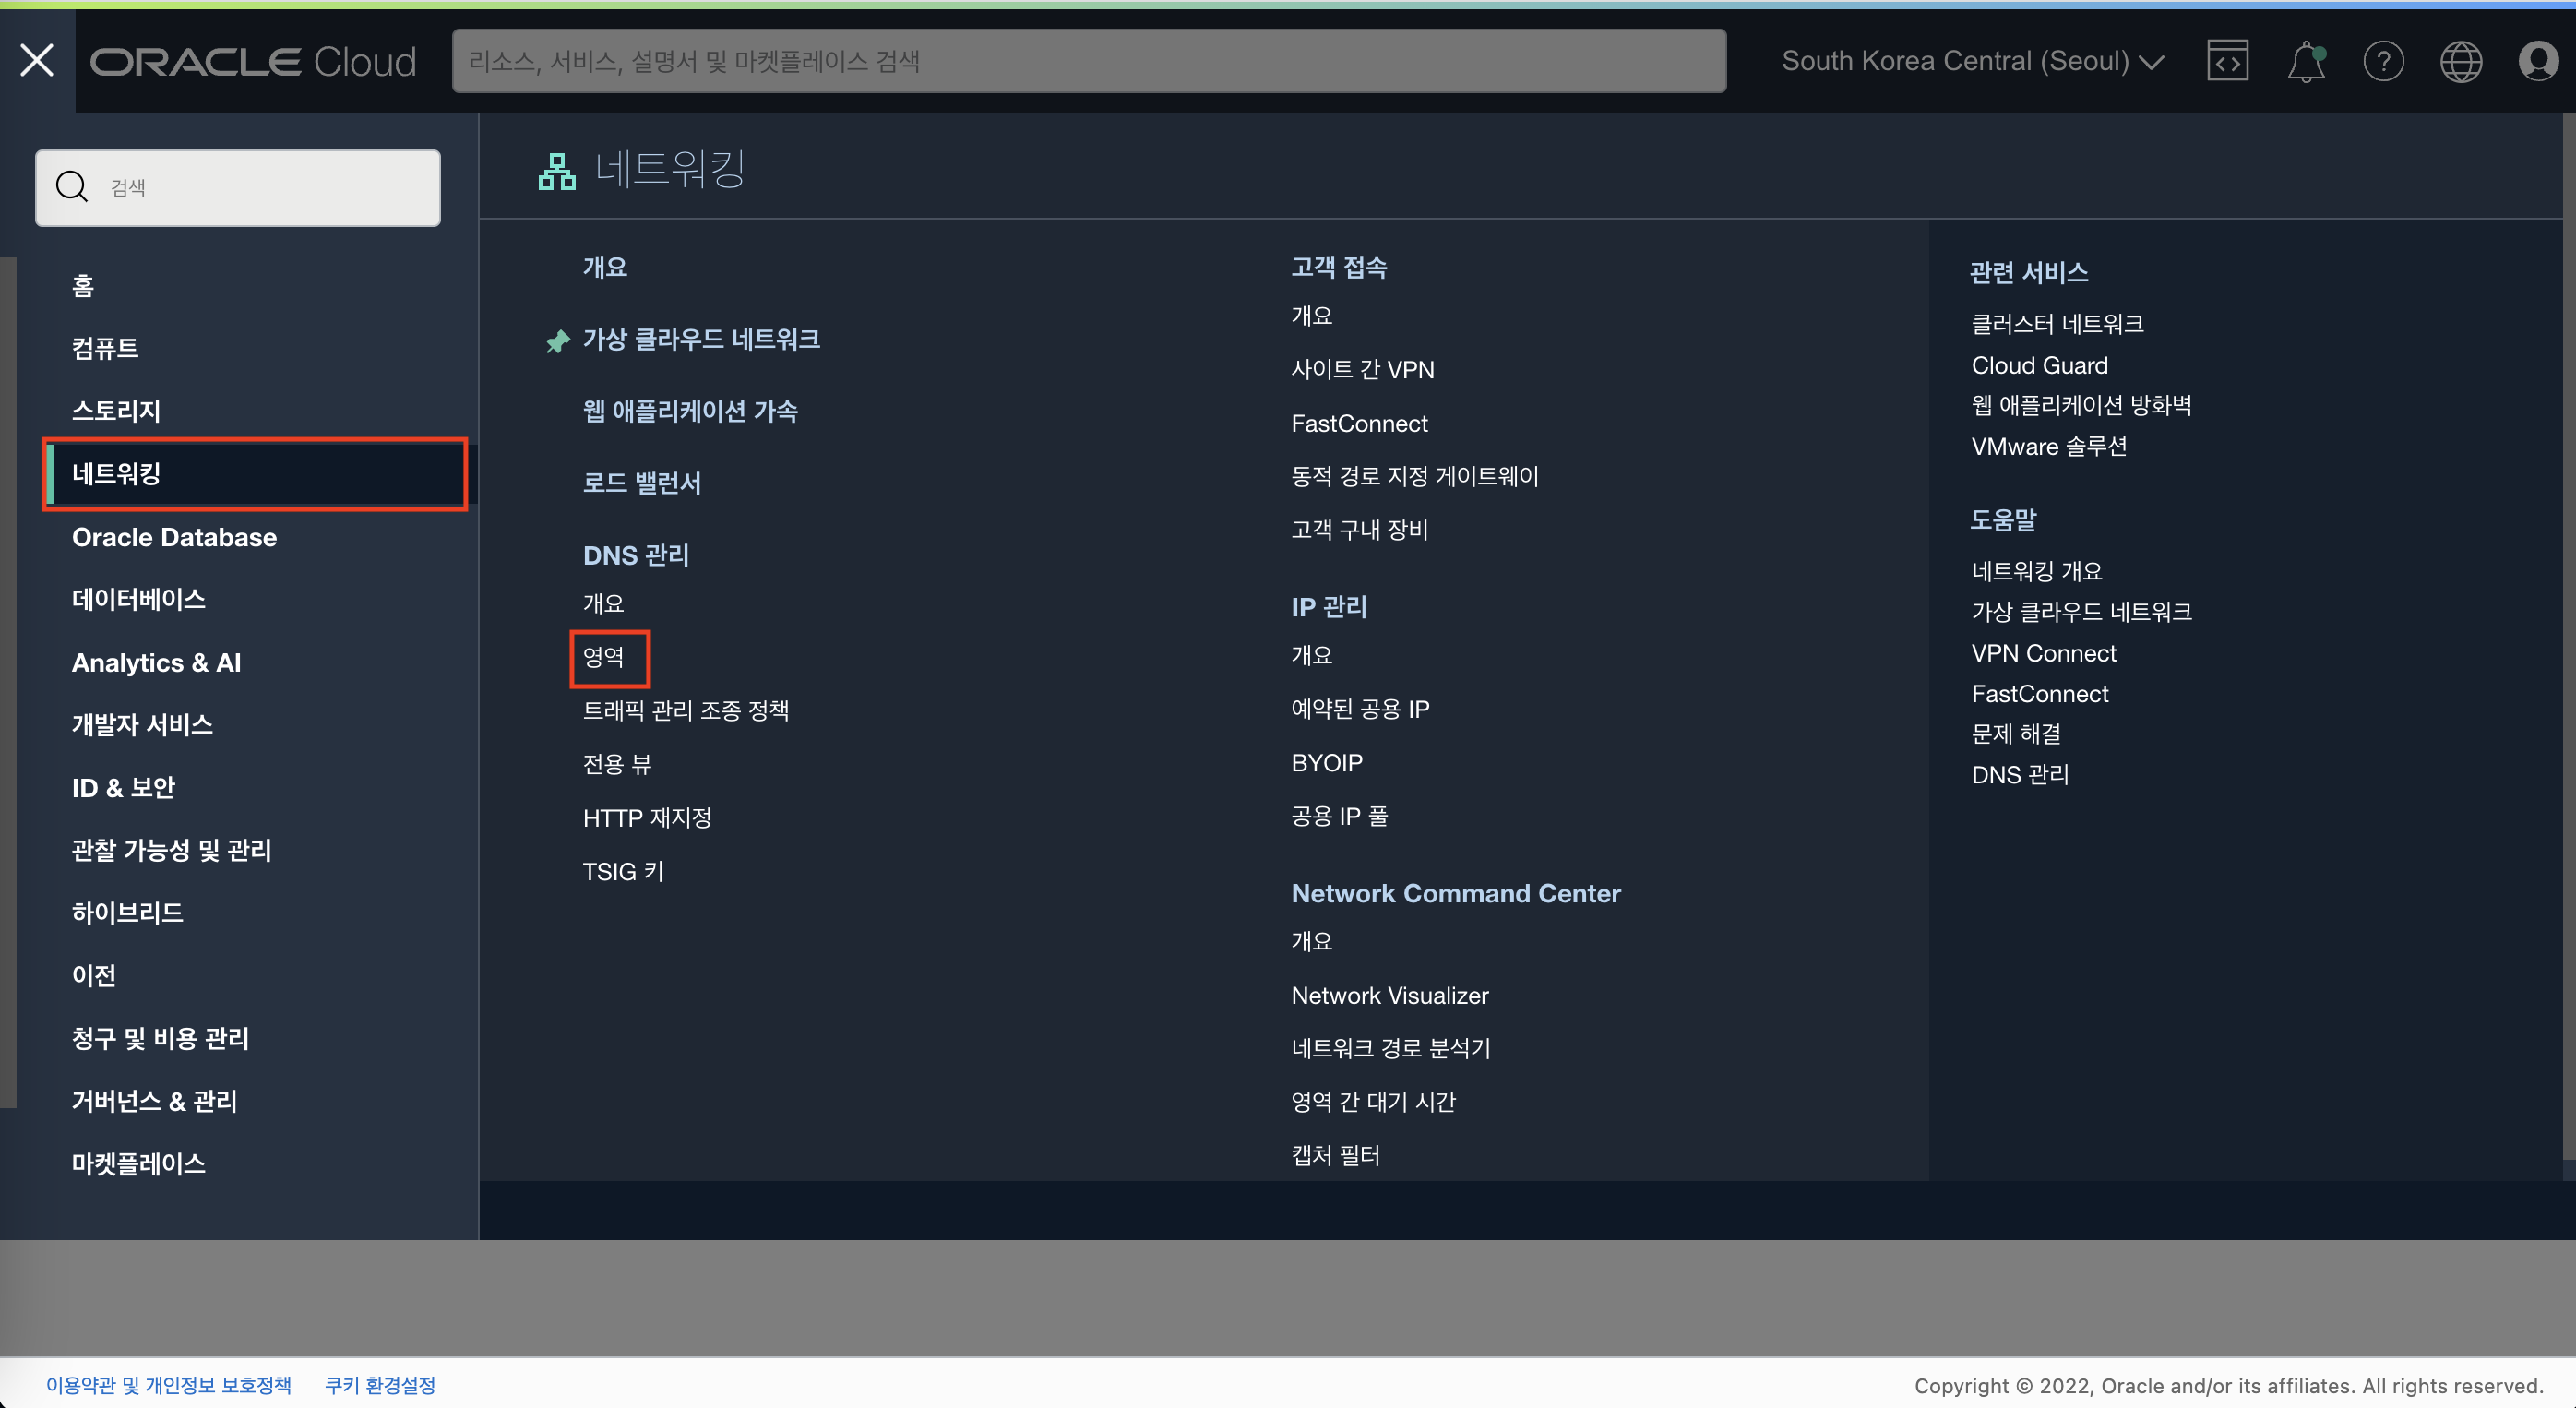 ORACLE Cloud
리소스, 서비스, 설명서 및 마켓플레이스 검색
South Korea Central (Seoul)
검색
홈
컴퓨트
스토리지
네트워킹
Oracle Database
데이터베이스
Analytics & AI
개발자 서비스
ID & 보안
관찰 가능성 및 관리
하이브리드
이전
청구 및 비용 관리
거버넌스 & 관리
마켓플레이스
네트워킹
개요
가상 클라우드 네트워크
웹 애플리케이션 가속
로드 밸런서
DNS 관리
개요
영역
트래픽 관리 조종 정책
전용 뷰
HTTP 재지정
TSIG 키
고객 접속
개요
사이트 간 VPN
FastConnect
동적 경로 지정 게이트웨이
고객 구내 장비
IP 관리
개요
예약된 공용 IP
BYOIP
공용 IP 풀
Network Command Center
개요
Network Visualizer
네트워크 경로 분석기
영역 간 대기 시간
캡처 필터
관련 서비스
클러스터 네트워크
Cloud Guard
웹 애플리케이션 방화벽
VMware 솔루션
도움말
네트워킹 개요
가상 클라우드 네트워크
VPN Connect
FastConnect
문제 해결
DNS 관리
이용약관 및 개인정보 보호정책
쿠키 환경설정
Copyright © 2022, Oracle and/or its affiliates. All rights reserved.